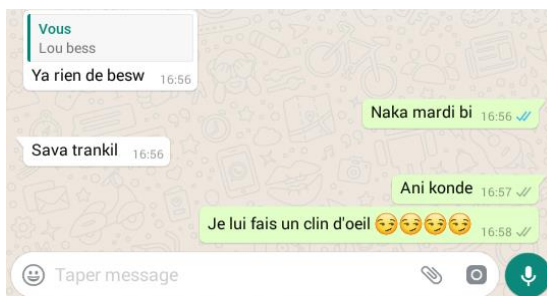 Vous
Lou bess
Ya rien de besw 16:56
Naka mardi bi 16:56
Sava trankil 16:56
Ani konde 16:57
Je lui fais un clin d'oeil 😏😏😏😏 16:58
Taper message